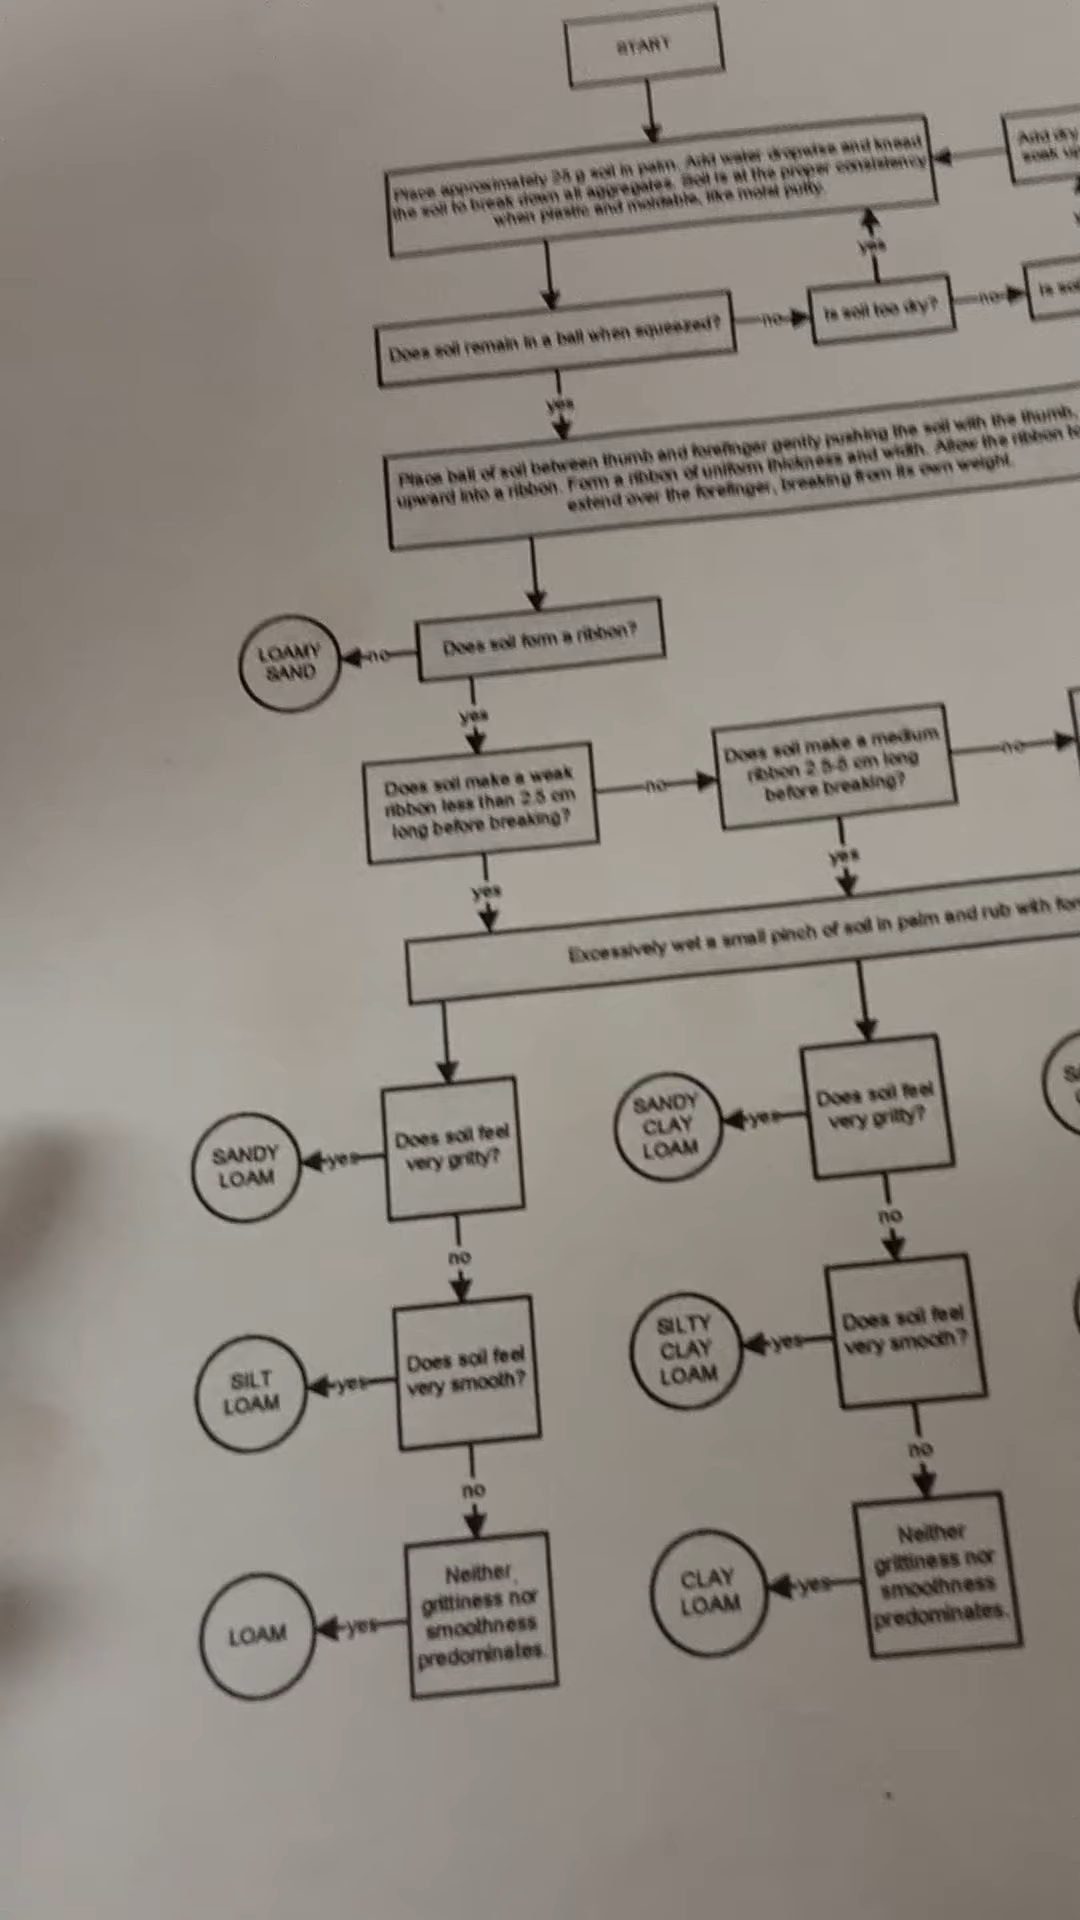 START
Place approximately 25 g soil in palm. Add water dropwise and knead
the soil to break down all aggregates. Soil is at the proper consistency
when plastic and moldable, like moist putty.
Add dry
soak up
yes
Does soil remain in a ball when squeezed?
no
Is soil too dry?
no
Is soi
yes
Place ball of soil between thumb and forefinger gently pushing the soil with the thumb,
upward into a ribbon. Form a ribbon of uniform thickness and width. Allow the ribbon to
extend over the forefinger, breaking from its own weight.
LOAMY
SAND
no
Does soil form a ribbon?
yes
Does soil make a weak
ribbon less than 2.5 cm
long before breaking?
no
Does soil make a medium
ribbon 2.5-5 cm long
before breaking?
no
yes
yes
Excessively wet a small pinch of soil in palm and rub with for
SANDY
LOAM
yes
Does soil feel
very gritty?
SANDY
CLAY
LOAM
yes
Does soil feel
very gritty?
no
no
SILT
LOAM
yes
Does soil feel
very smooth?
SILTY
CLAY
LOAM
yes
Does soil feel
very smooth?
no
no
LOAM
yes
Neither
grittiness nor
smoothness
predominates.
CLAY
LOAM
yes
Neither
grittiness nor
smoothness
predominates.